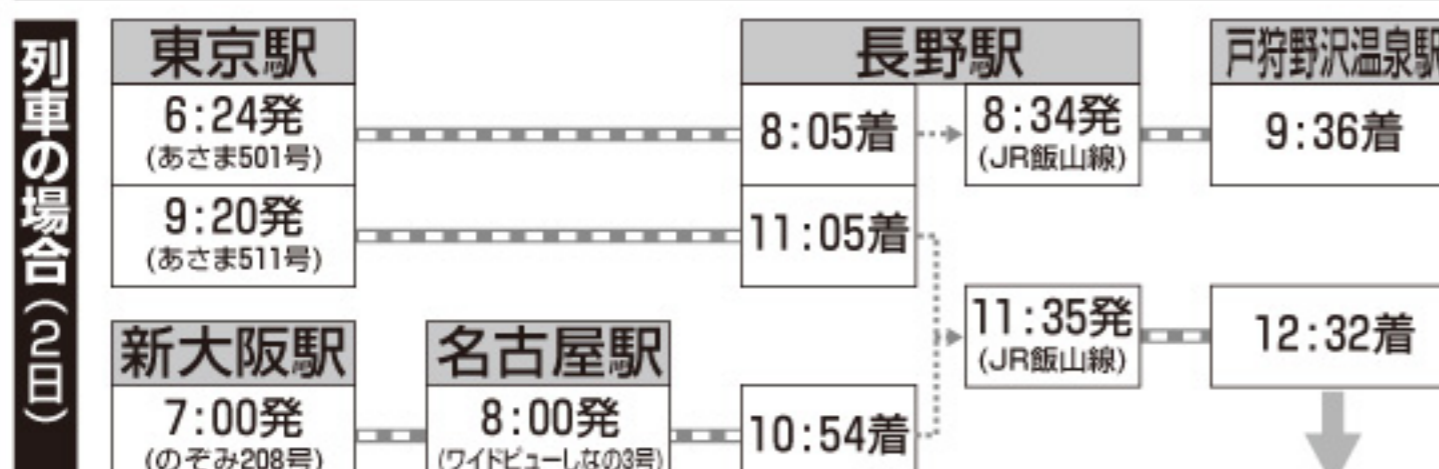 列車の場合(2日)
東京駅
長野駅
戸狩野沢温泉駅
6:24発
(あさま501号)
8:05着
8:34発
(JR飯山線)
9:36着
9:20発
(あさま511号)
11:05着
11:35発
(JR飯山線)
12:32着
新大阪駅
名古屋駅
7:00発
(のぞみ208号)
8:00発
(ワイドビューしなの3号)
10:54着